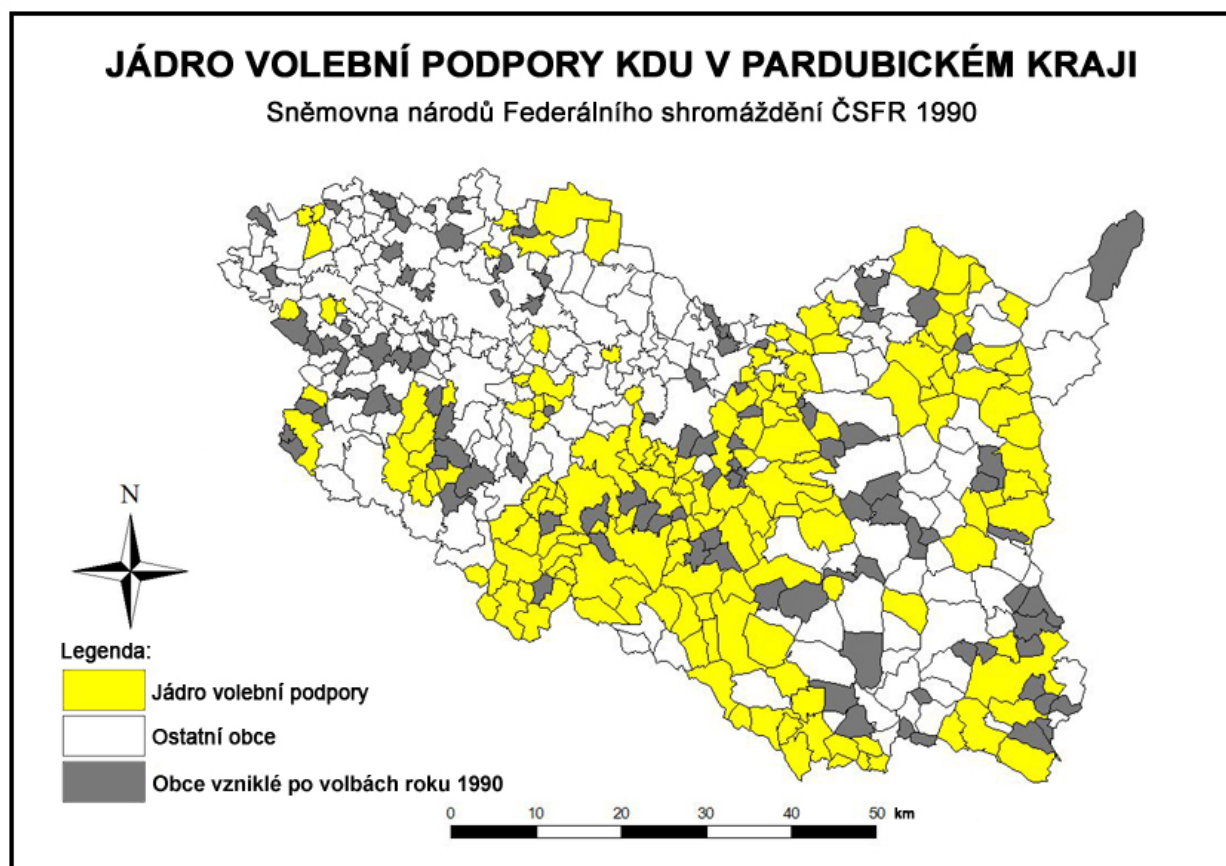 JÁDRO VOLEBNÍ PODPORY KDU V PARDUBICKÉM KRAJI
Sněmovna národů Federálního shromáždění ČSFR 1990
N
Legenda:
Jádro volební podpory
Ostatní obce
Obce vzniklé po volbách roku 1990
0 10 20 30 40 50 km